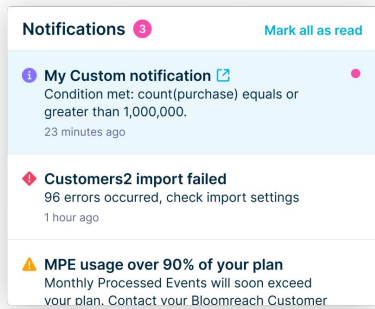 Notifications 3
Mark all as read
My Custom notification
Condition met: count(purchase) equals or
greater than 1,000,000.
23 minutes ago
Customers2 import failed
96 errors occurred, check import settings
1 hour ago
MPE usage over 90% of your plan
Monthly Processed Events will soon exceed
your plan. Contact your Bloomreach Customer